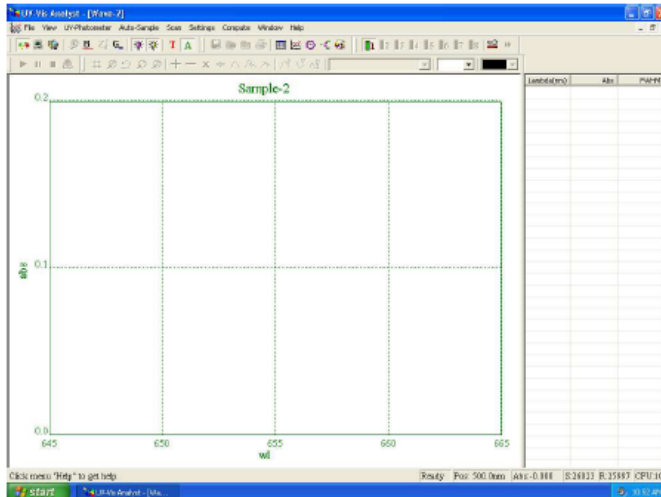 UV-Vis Analyst - [Wave-2]
File View UV-Photometer Auto-Sample Scan Settings Compute Window Help
Sample-2
Lambda(nm) Abs
0.2
abs
0.1
0.0
645 650 655 660 665
wl
Click menu "Help" to get help
Ready Pos: 500.0nm Abs:-0.000
start UV-Vis Analyst - [Wa...